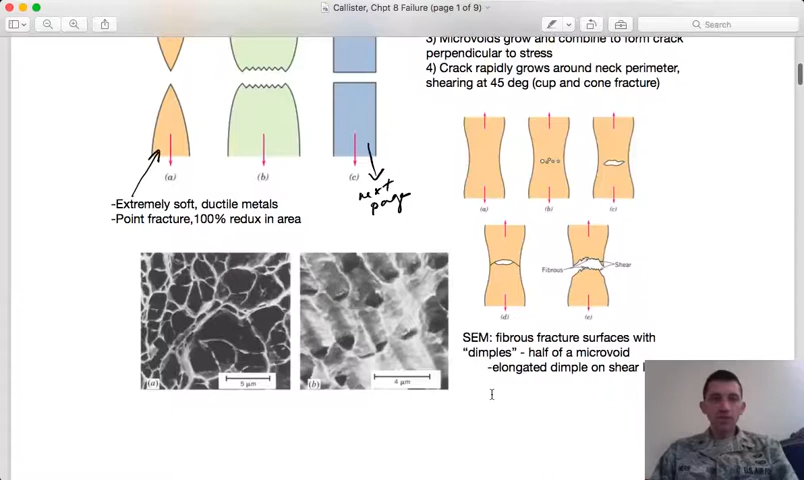 Callister, Chpt 8 Failure (page 1 of 9)
Search
3) Microvoids grow and combine to form crack
perpendicular to stress
4) Crack rapidly grows around neck perimeter,
shearing at 45 deg (cup and cone fracture)
(a)
(b)
(c)
next
page
-Extremely soft, ductile metals
-Point fracture,100% redux in area
(a)
(b)
(c)
Fibrous
Shear
(d)
(e)
(a)
5 μm
(b)
4 μm
SEM: fibrous fracture surfaces with
“dimples” - half of a microvoid
-elongated dimple on shear
U.S. AIR